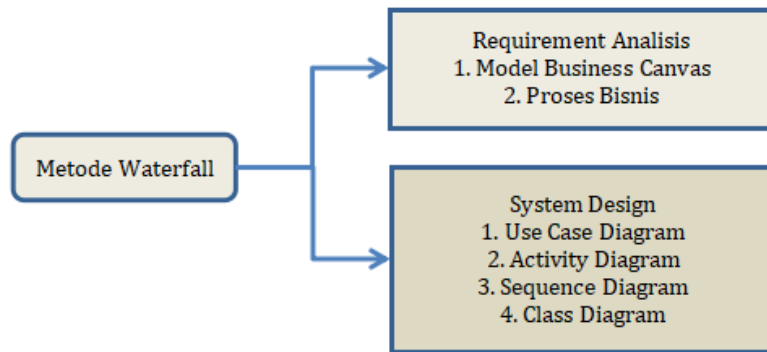 Metode Waterfall
Requirement Analisis
1. Model Business Canvas
2. Proses Bisnis
System Design
1. Use Case Diagram
2. Activity Diagram
3. Sequence Diagram
4. Class Diagram